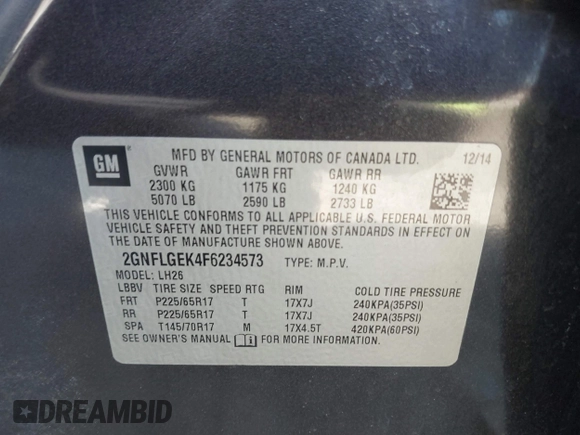 GM
MFD BY GENERAL MOTORS OF CANADA LTD. 12/14
GVWR GAWR FRT GAWR RR
2300 KG 1175 KG 1240 KG
5070 LB 2590 LB 2733 LB
THIS VEHICLE CONFORMS TO ALL APPLICABLE U.S. FEDERAL MOTOR
VEHICLE SAFETY AND THEFT PREVENTION STANDARDS IN EFFECT
ON THE DATE OF MANUFACTURE SHOWN ABOVE.
2GNFLGEK4F6234573 TYPE: M.P.V.
MODEL: LH26
LBBV TIRE SIZE SPEED RTG RIM COLD TIRE PRESSURE
FRT P225/65R17 T 17X7J 240KPA(35PSI)
RR P225/65R17 T 17X7J 240KPA(35PSI)
SPA T145/70R17 M 17X4.5T 420KPA(60PSI)
SEE OWNER'S MANUAL FOR MORE INFORMATION
DREAMBID